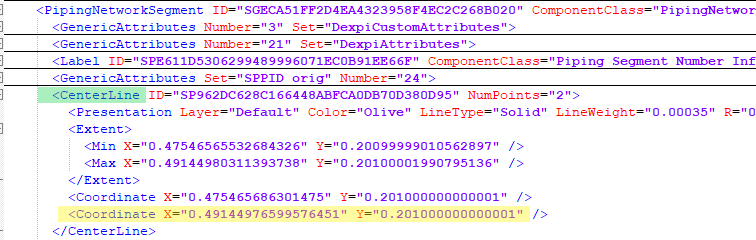 <PipingNetworkSegment ID="SGECA51FF2D4EA4323958F4EC2C268B020" ComponentClass="PipingNetwor
<GenericAttributes Number="3" Set="DexpiCustomAttributes">
<GenericAttributes Number="21" Set="DexpiAttributes">
<Label ID="SPE611D5306299489996071EC0B91EE66F" ComponentClass="Piping Segment Number Inf
<GenericAttributes Set="SPPID orig" Number="24">
<CenterLine ID="SP962DC628C166448ABFCA0DB70D380D95" NumPoints="2">
<Presentation Layer="Default" Color="Olive" LineType="Solid" LineWeight="0.00035" R="0
<Extent>
<Min X="0.47546565532684326" Y="0.20099999010562897" />
<Max X="0.49144980311393738" Y="0.20100001990795136" />
</Extent>
<Coordinate X="0.475465686301475" Y="0.201000000000001" />
<Coordinate X="0.49144976599576451" Y="0.201000000000001" />
</CenterLine>